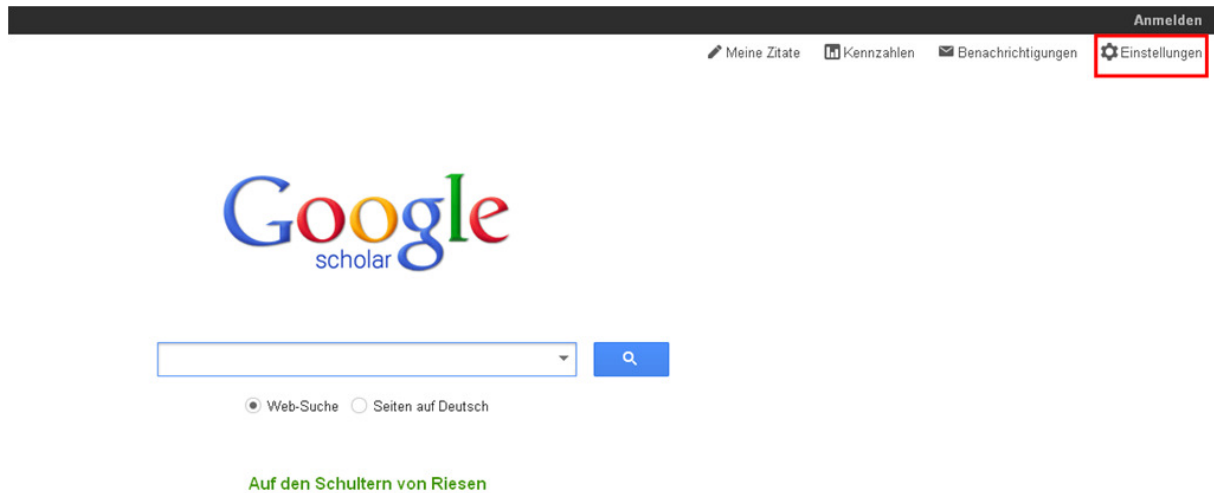 Anmelden
Meine Zitate Kennzahlen Benachrichtigungen Einstellungen
Google
scholar
Web-Suche Seiten auf Deutsch
Auf den Schultern von Riesen